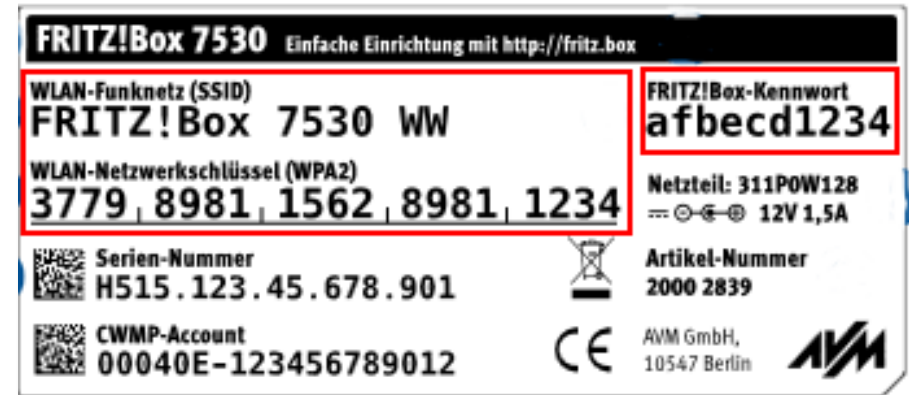 FRITZ!Box 7530 Einfache Einrichtung mit http://fritz.box
WLAN-Funknetz (SSID)
FRITZ!Box 7530 WW
WLAN-Netzwerkschlüssel (WPA2)
3779 8981 1562 8981 1234
FRITZ!Box-Kennwort
afbecd1234
Netzteil: 311P0W128
12V 1,5A
Serien-Nummer
H515.123.45.678.901
Artikel-Nummer
2000 2839
CWMP-Account
00040E-123456789012
CE
AVM GmbH,
10547 Berlin
AVM